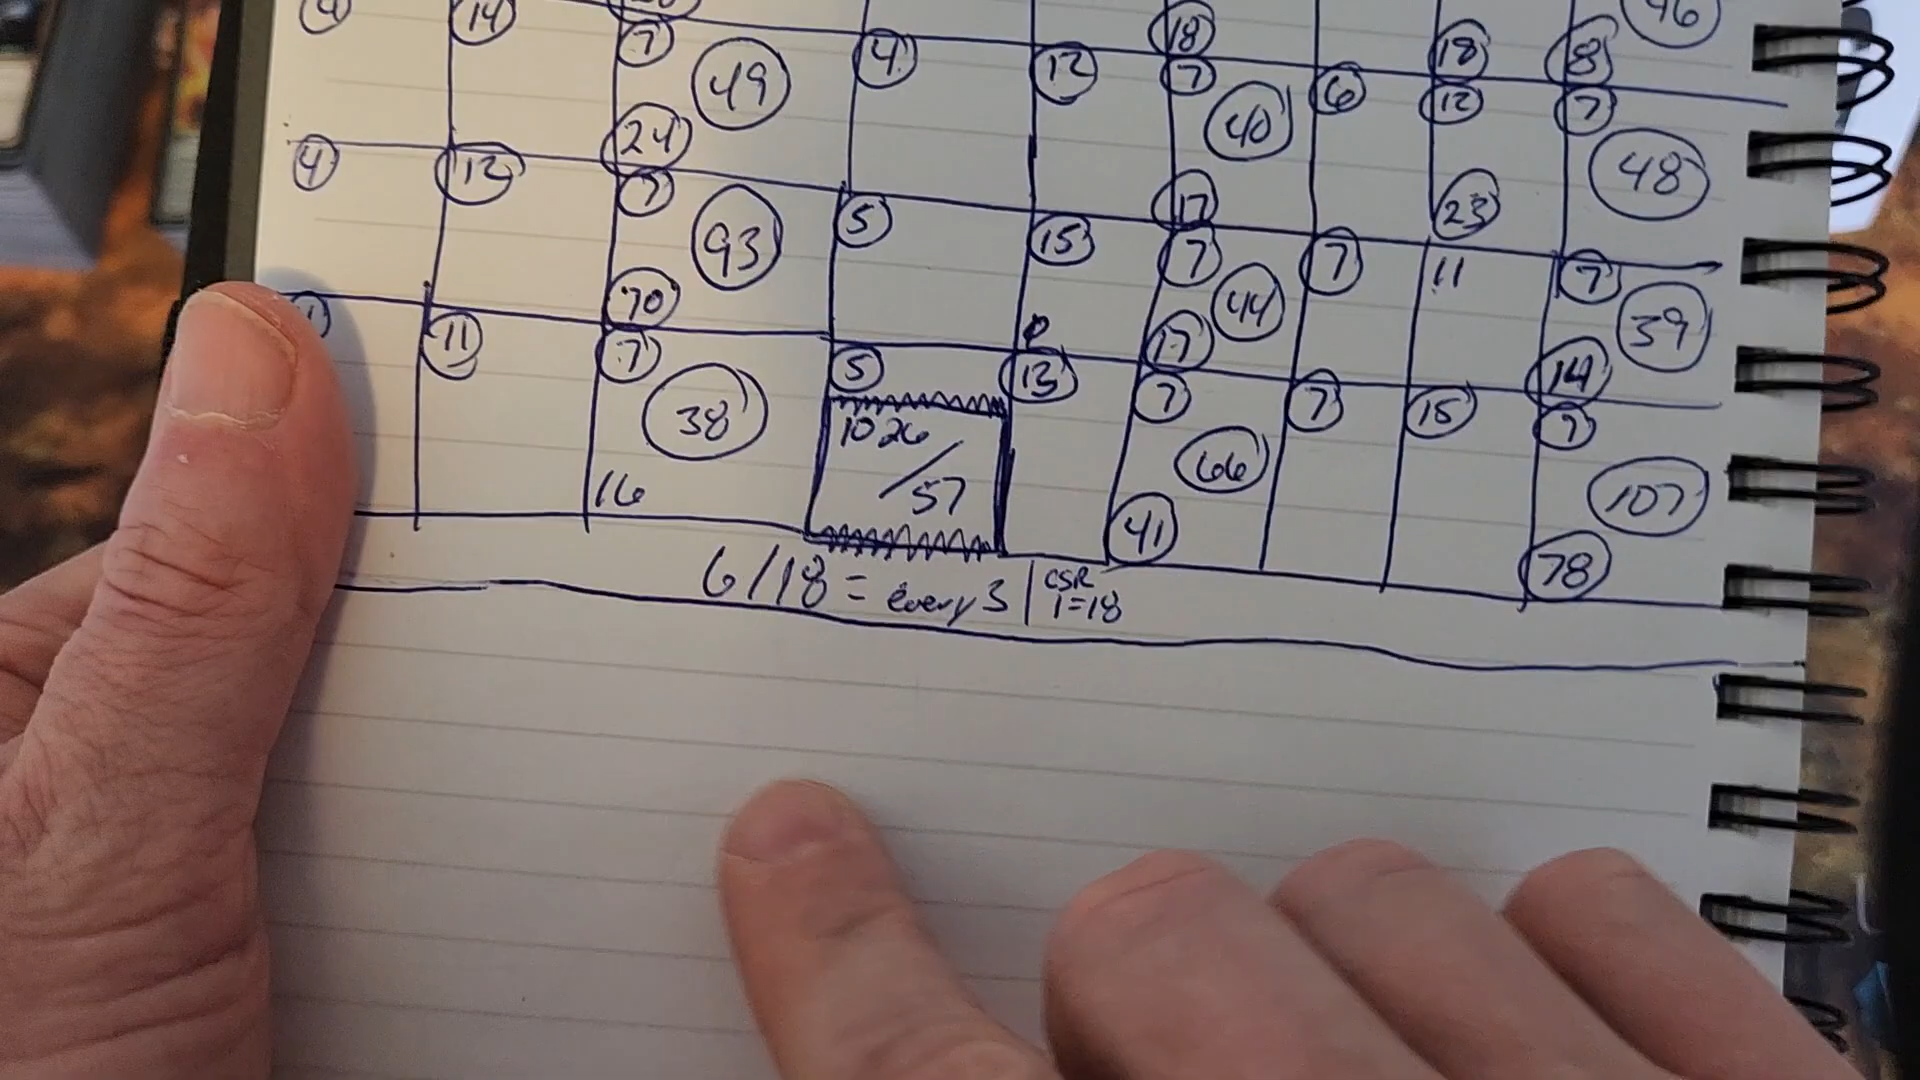 4 14 18 18 8 46
7 49 4 12 7 40 6 12 7 48
24 17 23
4 12 7 93 5 15 7 44 7 11 7 39
70 17 14
11 7 38 5 13 7 66 7 15 7 107
1026
/57
16 41 78
6/18 = every 3 | CSR
1=18